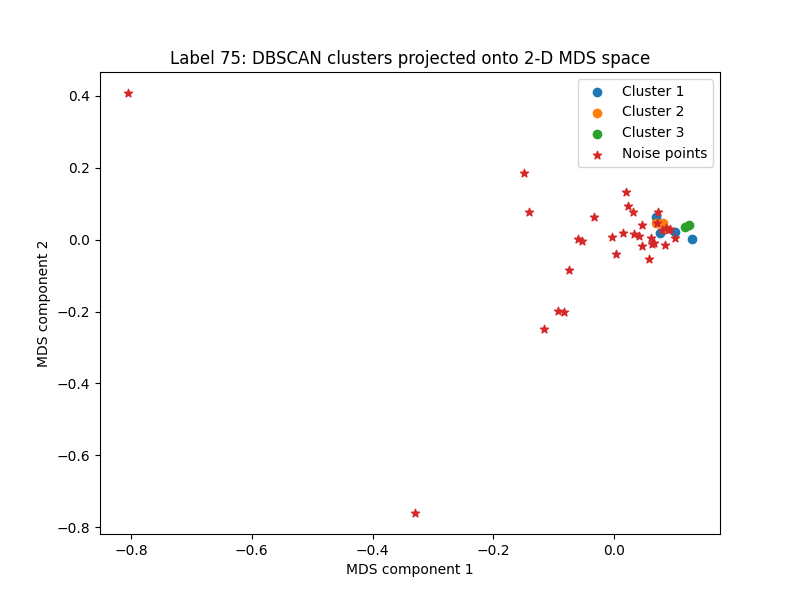 Label 75: DBSCAN clusters projected onto 2-D MDS space
Cluster 1
Cluster 2
Cluster 3
Noise points
0.4
0.2
0.0
−0.2
−0.4
−0.6
−0.8
MDS component 2
−0.8 −0.6 −0.4 −0.2 0.0
MDS component 1